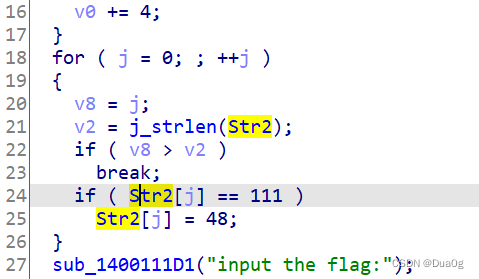 16 v0 += 4;
17 }
18 for ( j = 0; ; ++j )
19 {
20 v8 = j;
21 v2 = j_strlen(Str2);
22 if ( v8 > v2 )
23 break;
24 if ( Str2[j] == 111 )
25 Str2[j] = 48;
26 }
27 sub_1400111D1("input the flag:");
CSDN @Dua0g